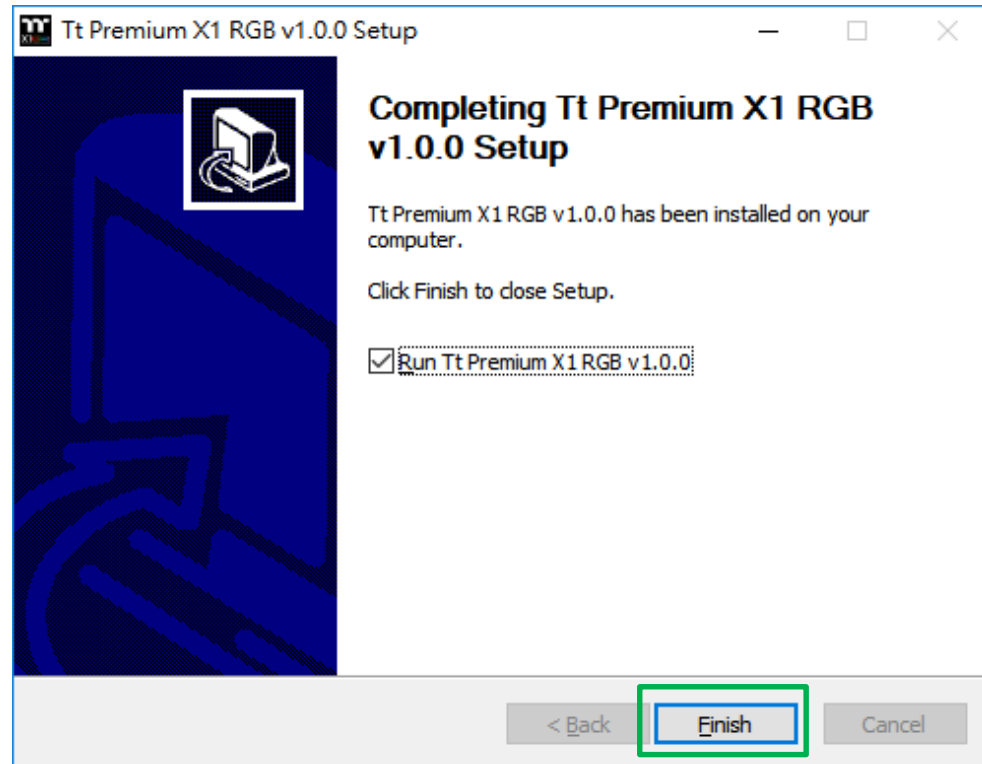 Tt Premium X1 RGB v1.0.0 Setup
Completing Tt Premium X1 RGB
v1.0.0 Setup
Tt Premium X1 RGB v1.0.0 has been installed on your
computer.
Click Finish to close Setup.
Run Tt Premium X1 RGB v1.0.0
< Back Finish Cancel